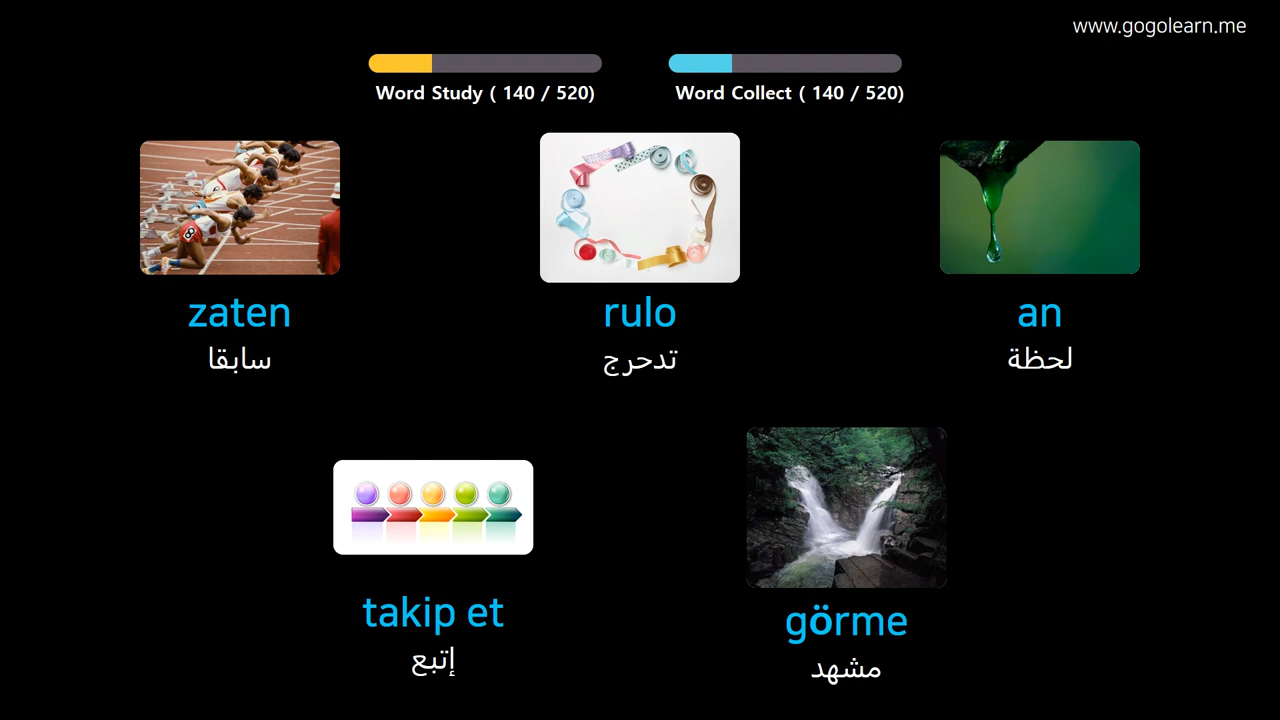 www.gogolearn.me
Word Study ( 140 / 520)
Word Collect ( 140 / 520)
zaten
سابقا
rulo
تدحرج
an
لحظة
takip et
إتبع
görme
مشهد